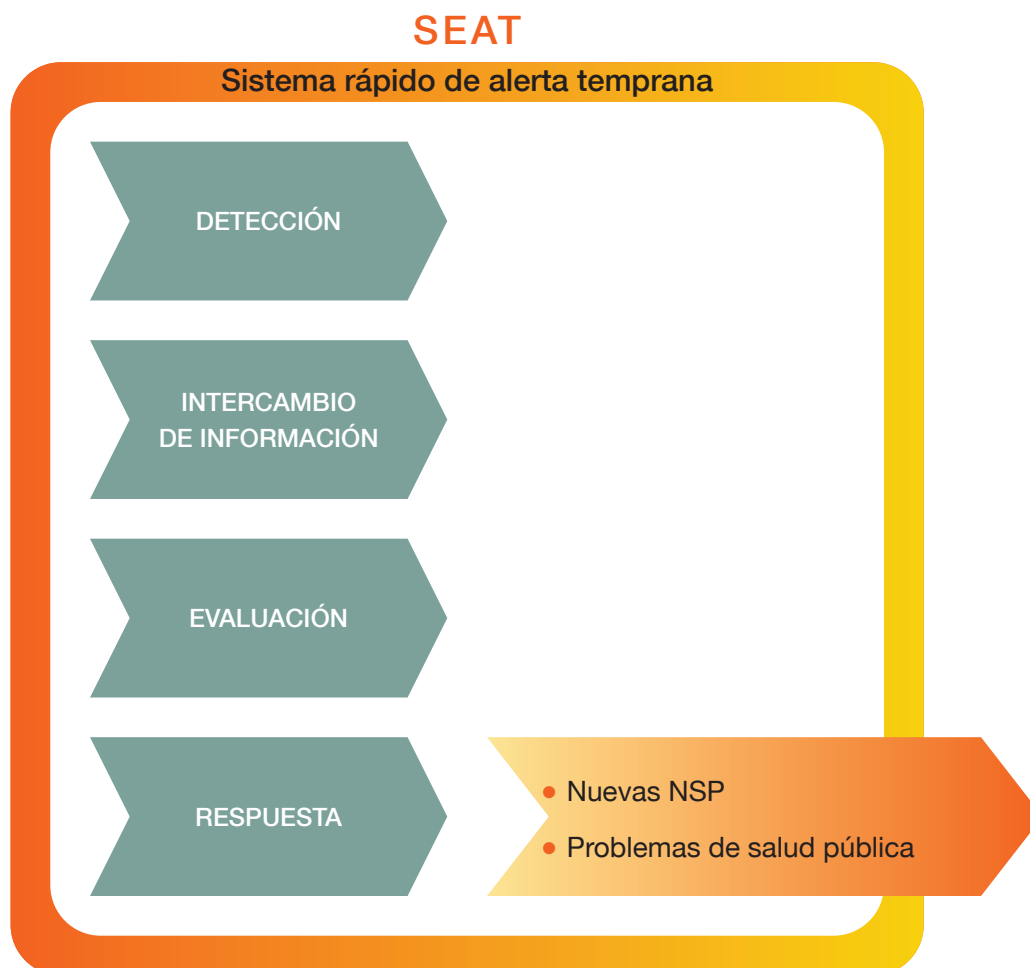 SEAT
Sistema rápido de alerta temprana
DETECCIÓN
INTERCAMBIO
DE INFORMACIÓN
EVALUACIÓN
RESPUESTA
• Nuevas NSP
• Problemas de salud pública